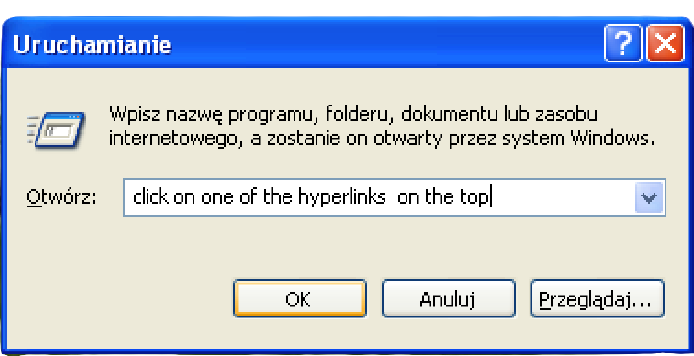 Uruchamianie
Wpisz nazwę programu, folderu, dokumentu lub zasobu
internetowego, a zostanie on otwarty przez system Windows.
Otwórz: click on one of the hyperlinks  on the top
OK Anuluj Przeglądaj...